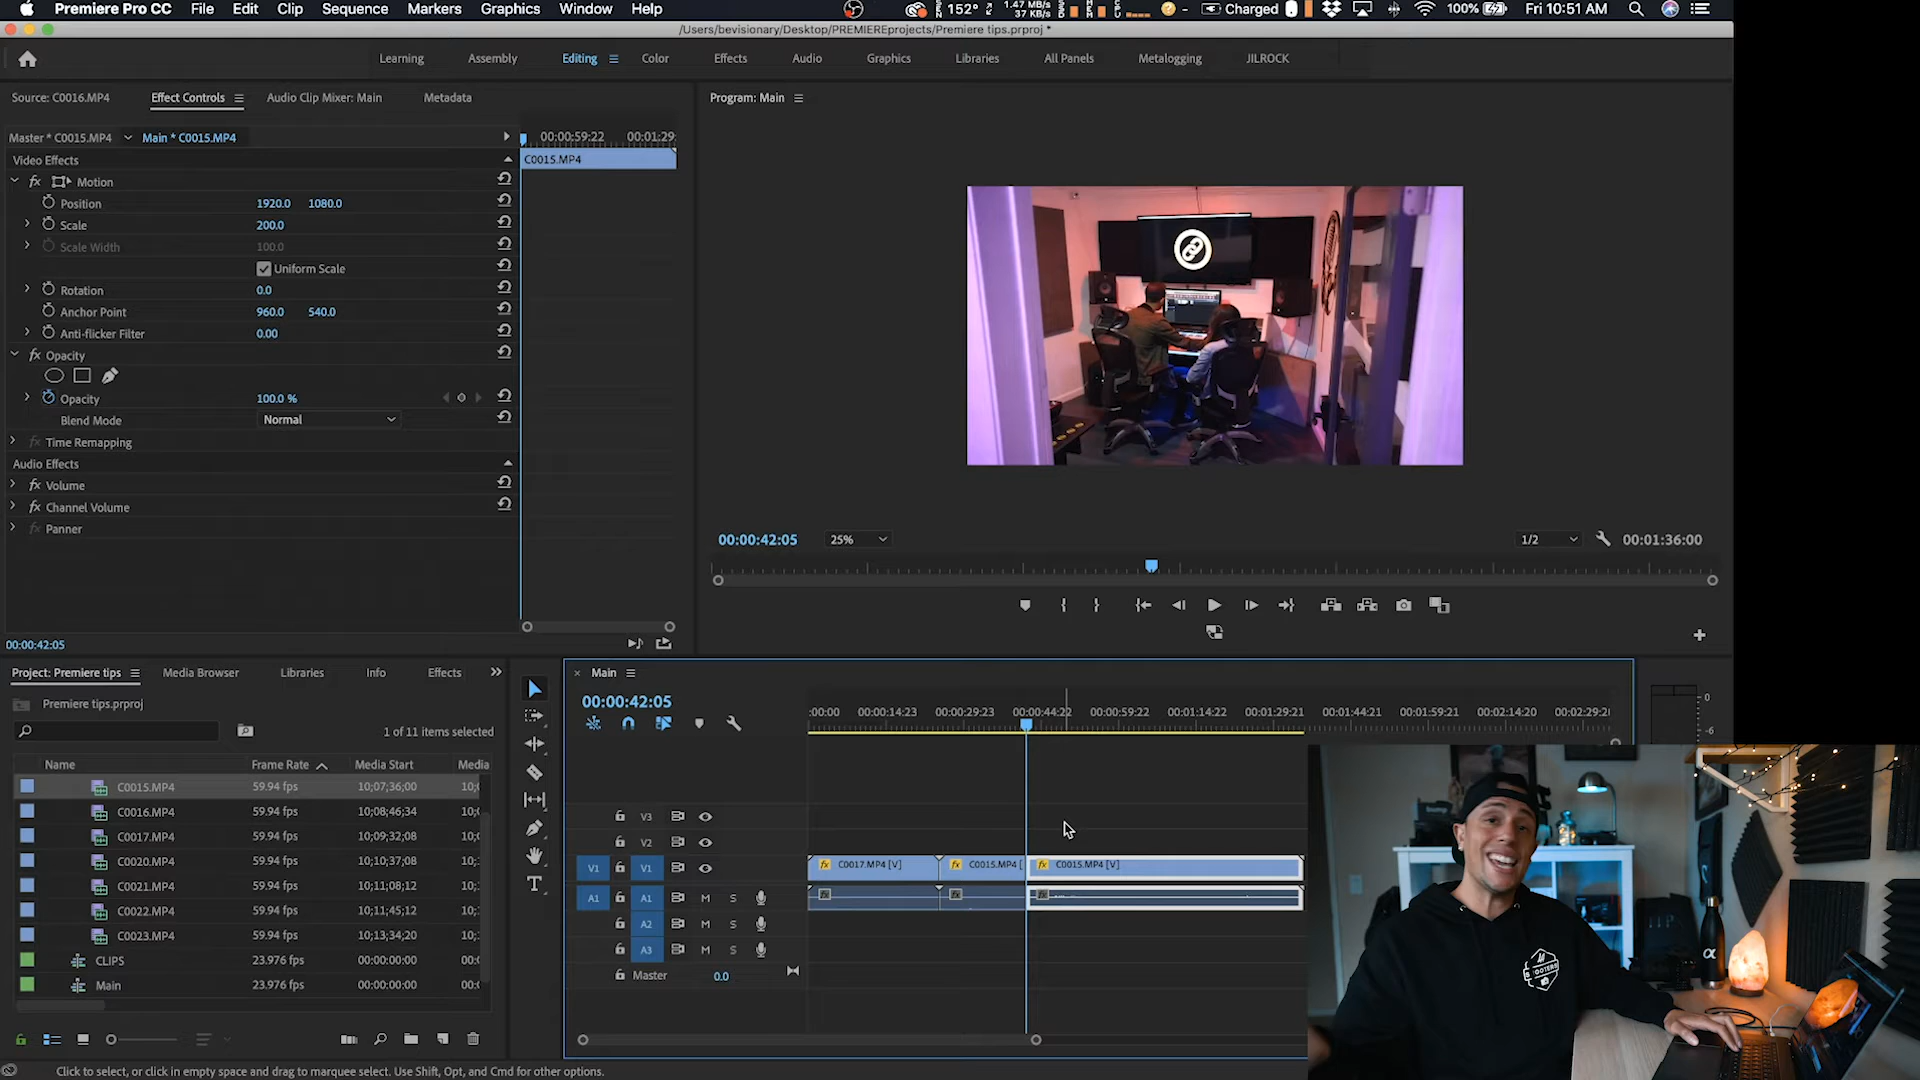 Premiere Pro CC File Edit Clip Sequence Markers Graphics Window Help
152° 1.47 MB/s 37 KB/s Charged 100% Fri 10:51 AM
/Users/bevisionary/Desktop/PREMIEREprojects/Premiere tips.prproj *
Learning Assembly Editing Color Effects Audio Graphics Libraries All Panels Metalogging JILROCK
Source: C0016.MP4 Effect Controls Audio Clip Mixer: Main Metadata
Program: Main
Master * C0015.MP4 Main * C0015.MP4
00:00:59:22 00:01:29:
Video Effects
C0015.MP4
fx Motion
Position 1920.0 1080.0
Scale 200.0
Scale Width 100.0
Uniform Scale
Rotation 0.0
Anchor Point 960.0 540.0
Anti-flicker Filter 0.00
fx Opacity
Opacity 100.0 %
Blend Mode Normal
fx Time Remapping
Audio Effects
fx Volume
fx Channel Volume
fx Panner
00:00:42:05
00:00:42:05 25% 1/2 00:01:36:00
Project: Premiere tips Media Browser Libraries Info Effects
Premiere tips.prproj
1 of 11 items selected
Name Frame Rate Media Start Media
C0015.MP4 59.94 fps 10;07;36;00 10;
C0016.MP4 59.94 fps 10;08;46;34 10;
C0017.MP4 59.94 fps 10;09;32;08 10;
C0020.MP4 59.94 fps 10;10;37;08 10;
C0021.MP4 59.94 fps 10;11;08;12 10;
C0022.MP4 59.94 fps 10;11;45;12 10;
C0023.MP4 59.94 fps 10;13;34;20 10;
CLIPS 23.976 fps 00:00:00:00 00:
Main 23.976 fps 00:00:00:00 00:
Main
00:00:42:05
:00:00 00:00:14:23 00:00:29:23 00:00:44:22 00:00:59:22 00:01:14:22 00:01:29:21 00:01:44:21 00:01:59:21 00:02:14:20 00:02:29:2
0
-6
V3
V2
V1 V1
fx C0017.MP4 [V] fx C0015.MP4 [ fx C0015.MP4 [V]
A1 A1 M S
A2 M S
A3 M S
Master 0.0
SHOOTERS
α
Click to select, or click in empty space and drag to marquee select. Use Shift, Opt, and Cmd for other options.